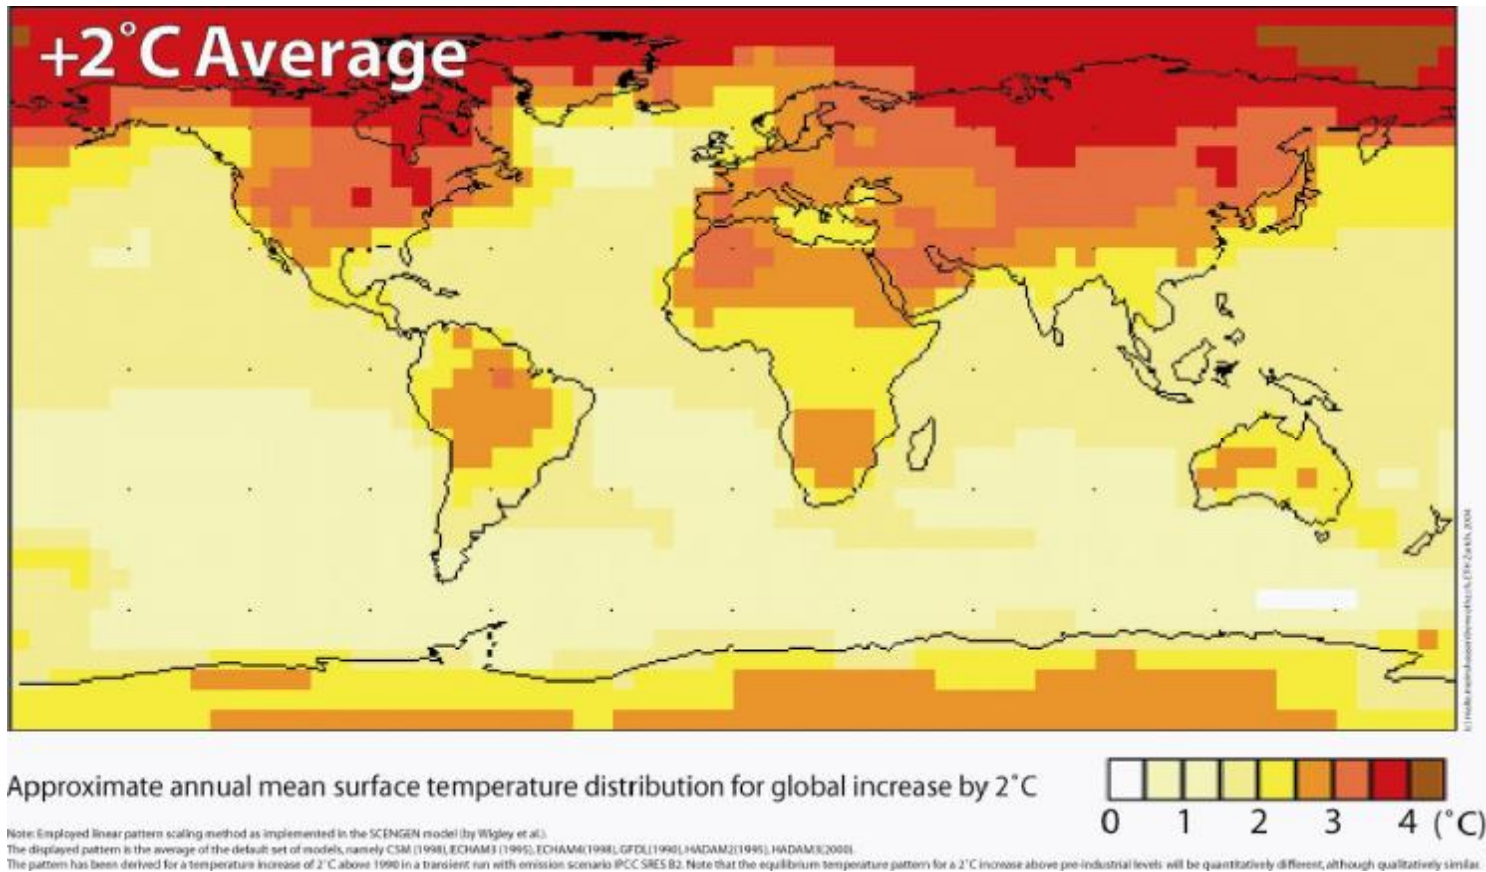 +2°C Average
Approximate annual mean surface temperature distribution for global increase by 2°C
0 1 2 3 4 (°C)
Note: Employed linear pattern scaling method as implemented in the SCENGEN model (by Wigley et al.).
The displayed pattern is the average of the default set of models, namely CSM (1998), ECHAM3 (1995), ECHAM4(1998), GFDL(1990), HADAM2(1995), HADAM3(2000).
The pattern has been derived for a temperature increase of 2°C above 1990 in a transient run with emission scenario IPCC SRES B2. Note that the equilibrium temperature pattern for a 2°C increase above pre-industrial levels will be quantitatively different, although qualitatively similar.
ETH Zurich, 2004